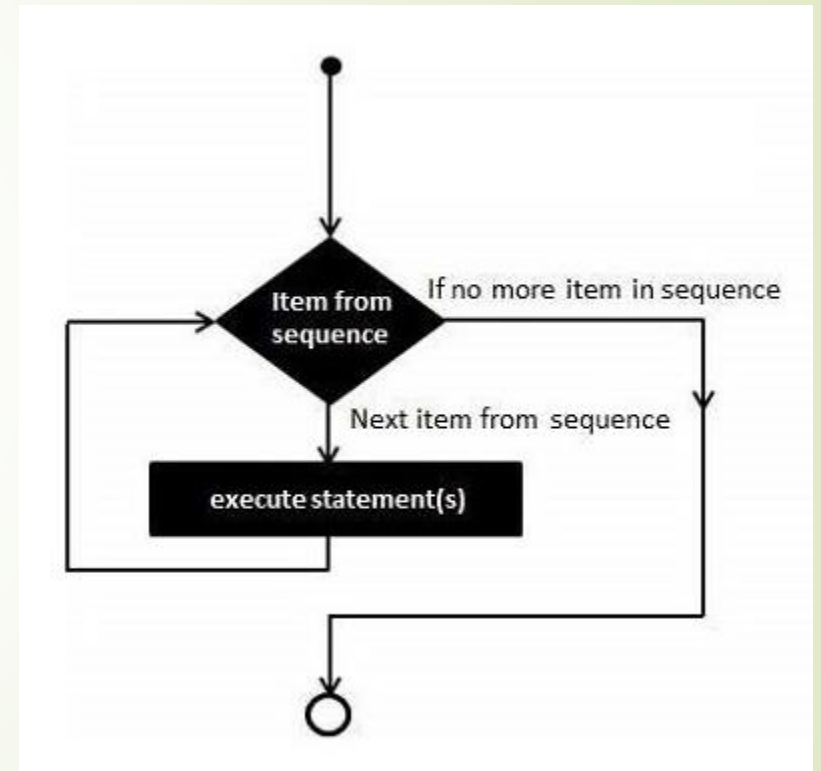 Item from
sequence
If no more item in sequence
Next item from sequence
execute statement(s)